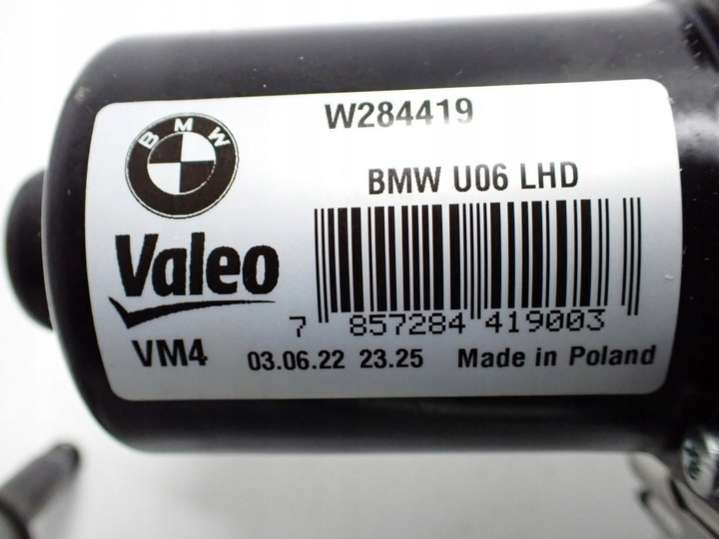 BMW
W284419
BMW U06 LHD
Valeo
7 857284 419003
VM4
03.06.22 23.25 Made in Poland